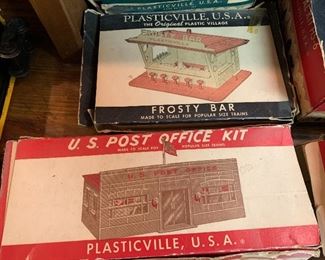 PLASTICVILLE, U.S.A.
PLASTICVILLE, U.S.A.
THE Original PLASTIC VILLAGE
FROSTY BAR
MADE TO SCALE FOR POPULAR SIZE TRAINS
U.S. POST OFFICE KIT
MADE TO SCALE FOR POPULAR SIZE TRAINS
U.S. POST OFFICE
PLASTICVILLE, U.S.A.®